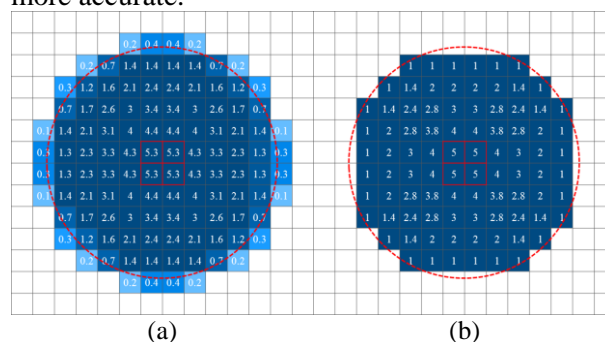 more accurate.
0.2 0.4 0.4 0.2
0.2 0.7 1.4 1.4 1.4 1.4 0.7 0.2 1 1 1 1 1 1
0.3 1.2 1.6 2.1 2.4 2.4 2.1 1.6 1.2 0.3 1 1.4 2 2 2 2 1.4 1
0.7 1.7 2.6 3 3.4 3.4 3 2.6 1.7 0.7 1 1.4 2.4 2.8 3 3 2.8 2.4 1.4 1
0.1 1.4 2.1 3.1 4 4.4 4.4 4 3.1 2.1 1.4 0.1 1 2 2.8 3.8 4 4 3.8 2.8 2 1
0.3 1.3 2.3 3.3 4.3 5.3 5.3 4.3 3.3 2.3 1.3 0.3 1 2 3 4 5 5 4 3 2 1
0.3 1.3 2.3 3.3 4.3 5.3 5.3 4.3 3.3 2.3 1.3 0.3 1 2 3 4 5 5 4 3 2 1
0.1 1.4 2.1 3.1 4 4.4 4.4 4 3.1 2.1 1.4 0.1 1 2 2.8 3.8 4 4 3.8 2.8 2 1
0.7 1.7 2.6 3 3.4 3.4 3 2.6 1.7 0.7 1 1.4 2.4 2.8 3 3 2.8 2.4 1.4 1
0.3 1.2 1.6 2.1 2.4 2.4 2.1 1.6 1.2 0.3 1.4 2 2 2 2 1.4 1
0.2 0.7 1.4 1.4 1.4 1.4 0.7 0.2 1 1 1 1 1 1
0.2 0.4 0.4 0.2
(a) (b)